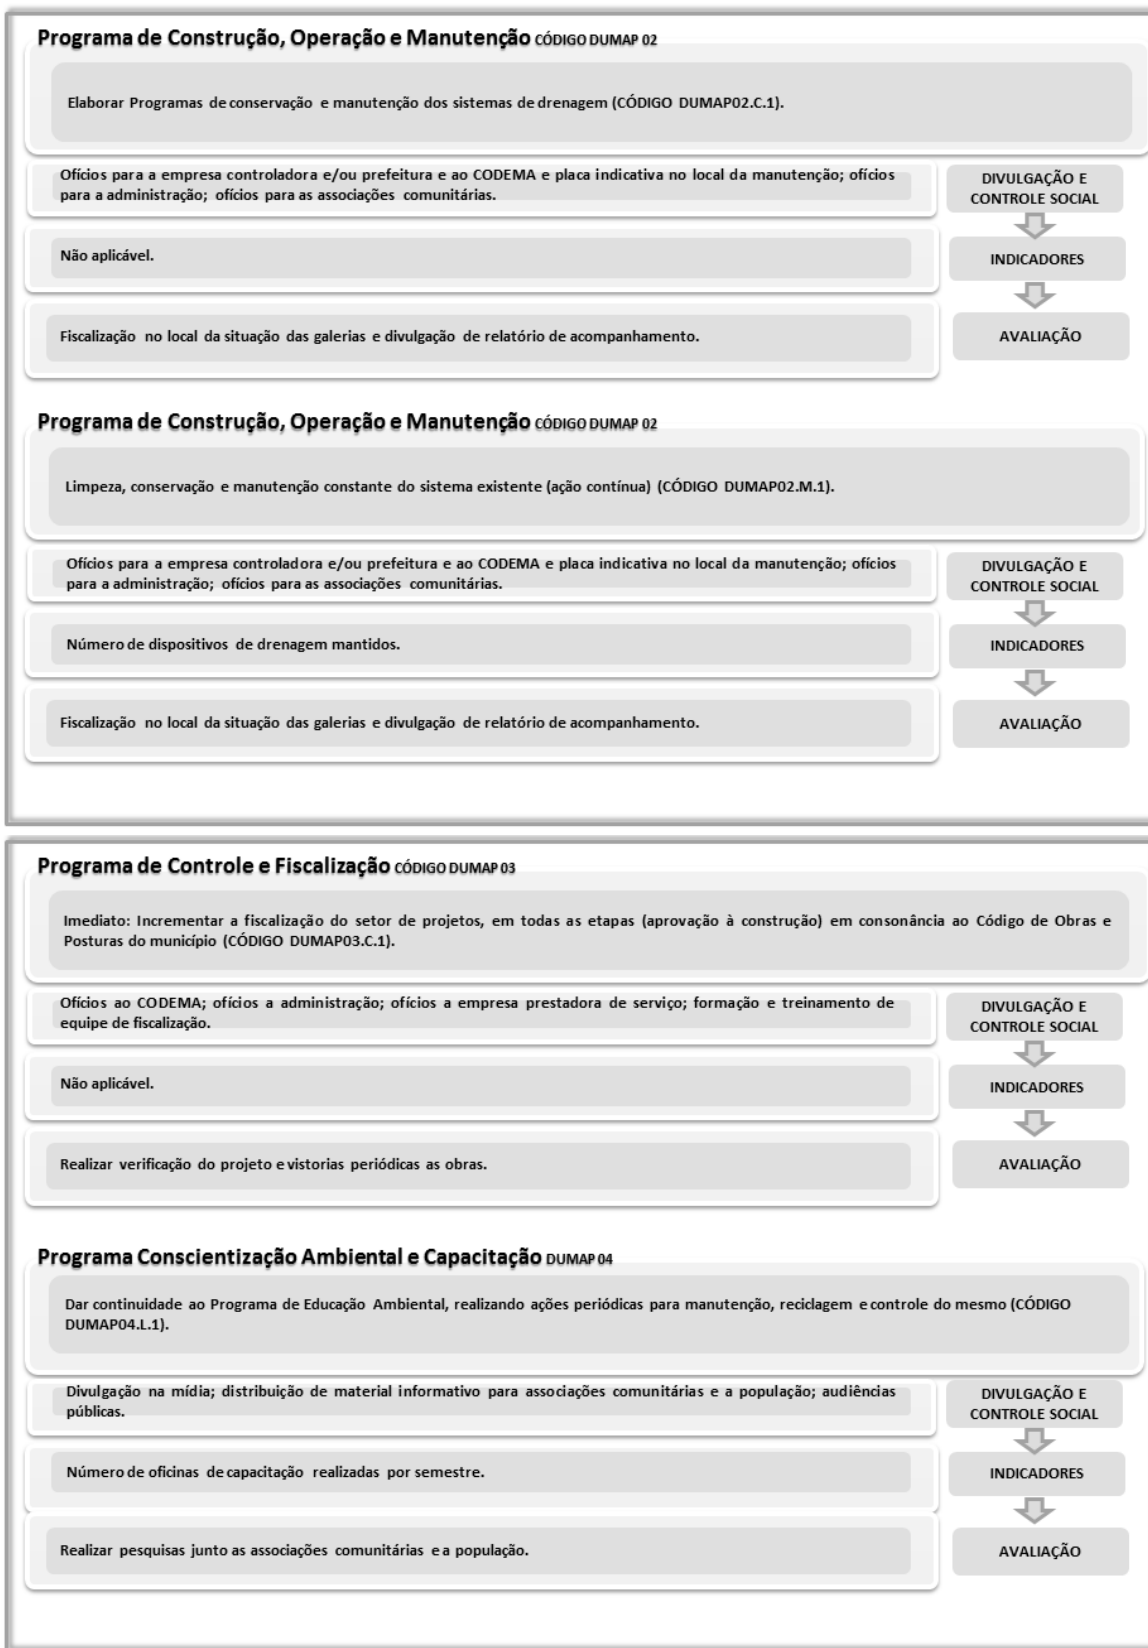 Programa de Construção, Operação e Manutenção CÓDIGO DUMAP 02
Elaborar Programas de conservação e manutenção dos sistemas de drenagem (CÓDIGO DUMAP02.C.1).
Ofícios para a empresa controladora e/ou prefeitura e ao CODEMA e placa indicativa no local da manutenção; ofícios
para a administração; ofícios para as associações comunitárias.
DIVULGAÇÃO E
CONTROLE SOCIAL
Não aplicável.
INDICADORES
Fiscalização no local da situação das galerias e divulgação de relatório de acompanhamento.
AVALIAÇÃO
Programa de Construção, Operação e Manutenção CÓDIGO DUMAP 02
Limpeza, conservação e manutenção constante do sistema existente (ação contínua) (CÓDIGO DUMAP02.M.1).
Ofícios para a empresa controladora e/ou prefeitura e ao CODEMA e placa indicativa no local da manutenção; ofícios
para a administração; ofícios para as associações comunitárias.
DIVULGAÇÃO E
CONTROLE SOCIAL
Número de dispositivos de drenagem mantidos.
INDICADORES
Fiscalização no local da situação das galerias e divulgação de relatório de acompanhamento.
AVALIAÇÃO
Programa de Controle e Fiscalização CÓDIGO DUMAP 03
Imediato: Incrementar a fiscalização do setor de projetos, em todas as etapas (aprovação à construção) em consonância ao Código de Obras e
Posturas do município (CÓDIGO DUMAP03.C.1).
Ofícios ao CODEMA; ofícios a administração; ofícios a empresa prestadora de serviço; formação e treinamento de
equipe de fiscalização.
DIVULGAÇÃO E
CONTROLE SOCIAL
Não aplicável.
INDICADORES
Realizar verificação do projeto e vistorias periódicas as obras.
AVALIAÇÃO
Programa Conscientização Ambiental e Capacitação DUMAP 04
Dar continuidade ao Programa de Educação Ambiental, realizando ações periódicas para manutenção, reciclagem e controle do mesmo (CÓDIGO
DUMAP04.L.1).
Divulgação na mídia; distribuição de material informativo para associações comunitárias e a população; audiências
públicas.
DIVULGAÇÃO E
CONTROLE SOCIAL
Número de oficinas de capacitação realizadas por semestre.
INDICADORES
Realizar pesquisas junto as associações comunitárias e a população.
AVALIAÇÃO